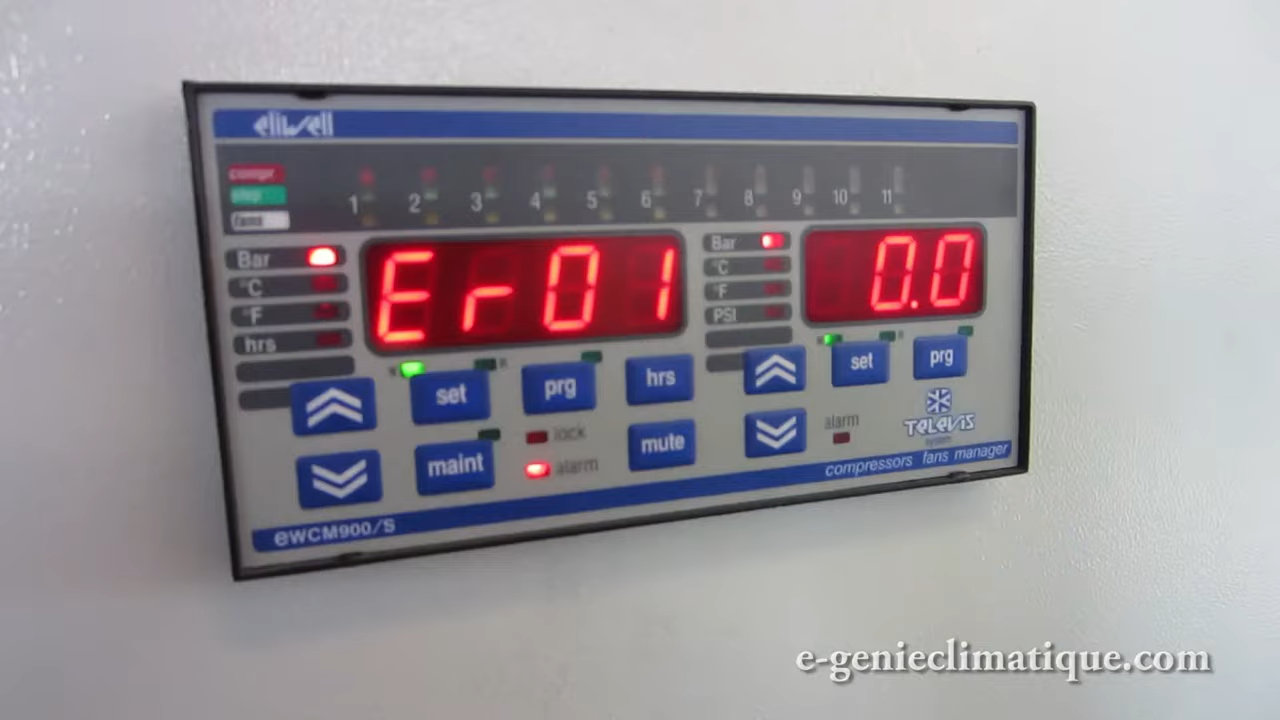 eliwell
compr
step
fans
1 2 3 4 5 6 7 8 9 10 11
Bar
°C
°F
hrs
Er01
Bar
°C
°F
PSI
0.0
set
prg
hrs
set
prg
maint
lock
alarm
mute
alarm
TELEVIS
system
compressors fans manager
eWCM900/S
e-genieclimatique.com